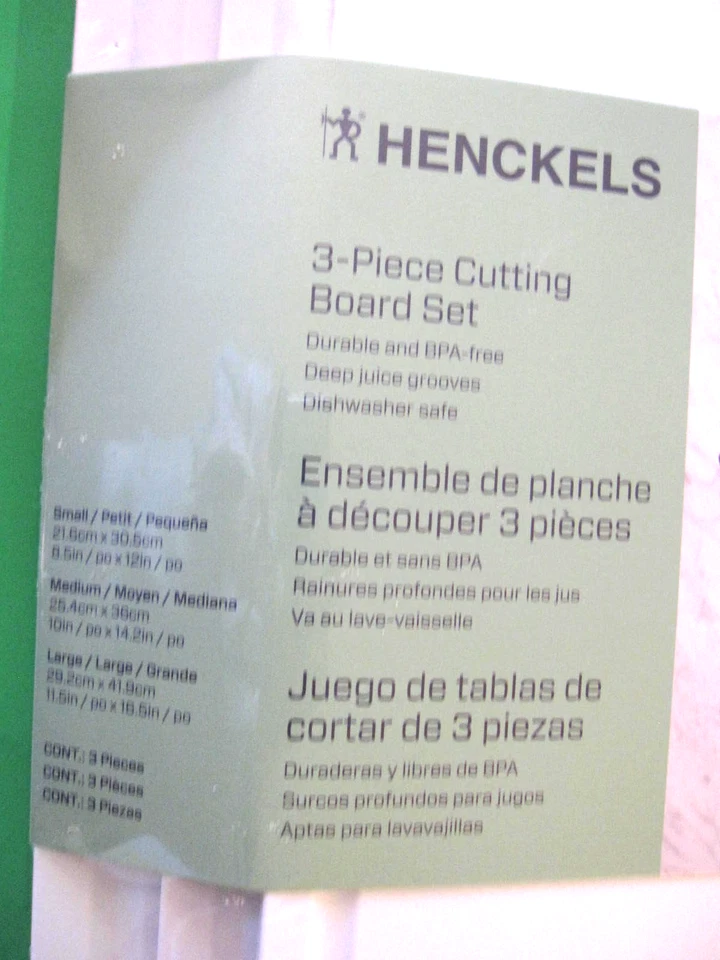 HENCKELS
3-Piece Cutting
Board Set
Durable and BPA-free
Deep juice grooves
Dishwasher safe
Ensemble de planche
à découper 3 pièces
Durable et sans BPA
Rainures profondes pour les jus
Va au lave-vaisselle
Juego de tablas de
cortar de 3 piezas
Duraderas y libres de BPA
Surcos profundos para jugos
Aptas para lavavajillas
Small / Petit / Pequeña
21.6cm x 30.5cm
8.5in / po x 12in / po
Medium / Moyen / Mediana
25.4cm x 36cm
10in / po x 14.2in / po
Large / Large / Grande
29.2cm x 41.9cm
11.5in / po x 16.5in / po
CONT.: 3 Pieces
CONT.: 3 Pièces
CONT.: 3 Piezas